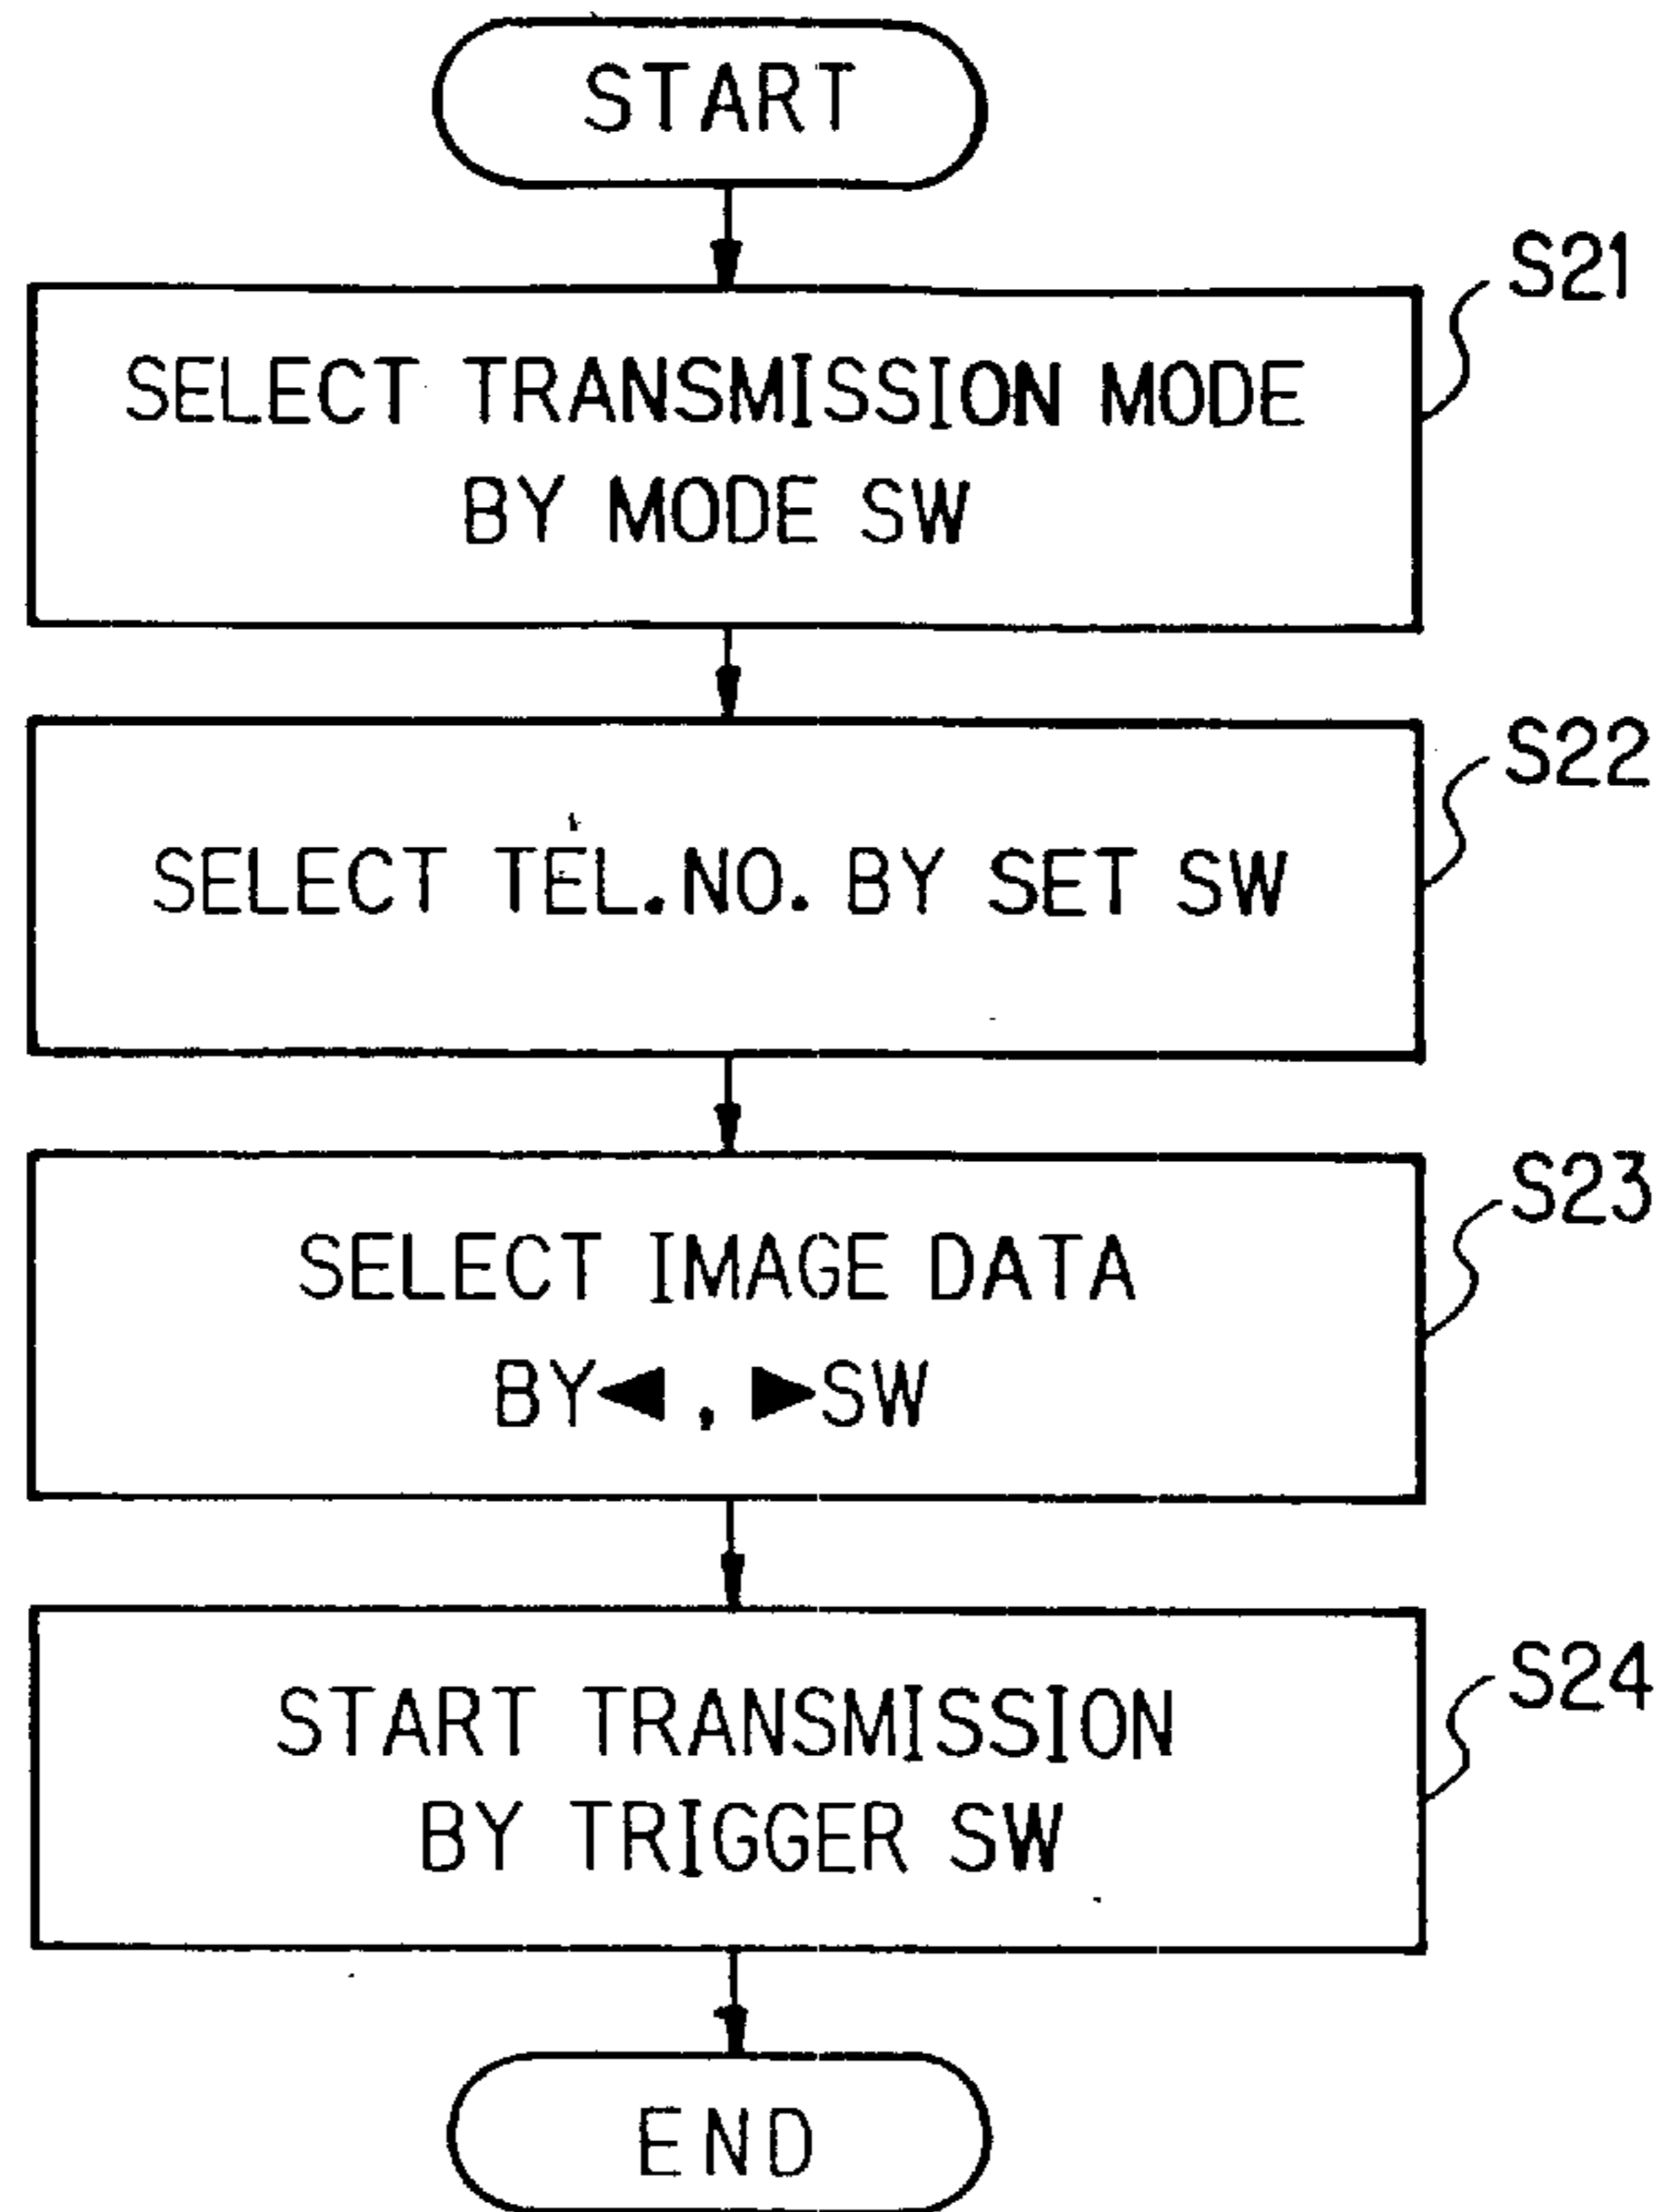 START
S21
SELECT TRANSMISSION MODE
BY MODE SW
S22
SELECT TEL.NO. BY SET SW
S23
SELECT IMAGE DATA
BY◀,▶SW
S24
START TRANSMISSION
BY TRIGGER SW
END